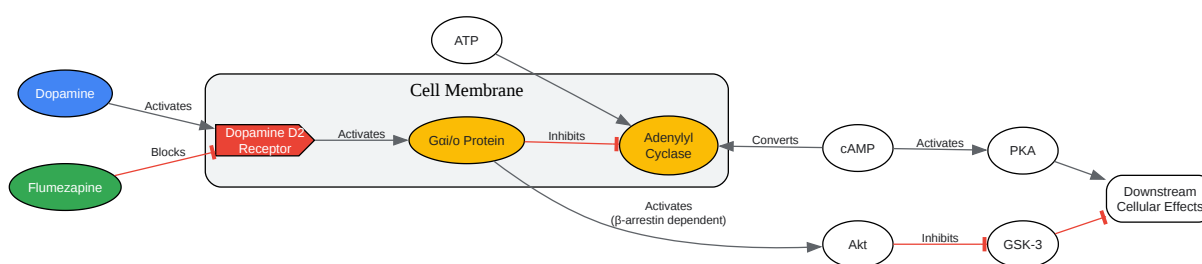 ATP
Cell Membrane
Dopamine
Activates
Dopamine D2
Receptor
Activates
Gαi/o Protein
Inhibits
Adenylyl
Cyclase
Converts
cAMP
Activates
PKA
Blocks
Flumezapine
Downstream
Cellular Effects
Activates
(β-arrestin dependent)
Akt
Inhibits
GSK-3